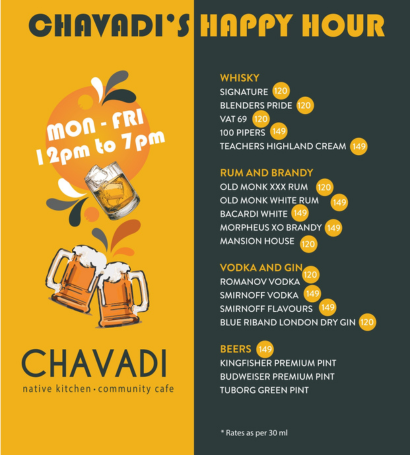 CHAVADI'S HAPPY HOUR
MON - FRI
12pm to 7pm
CHAVADI
native kitchen • community cafe
WHISKY
SIGNATURE 120
BLENDERS PRIDE 120
VAT 69 120
100 PIPERS 149
TEACHERS HIGHLAND CREAM 149
RUM AND BRANDY
OLD MONK XXX RUM 120
OLD MONK WHITE RUM 149
BACARDI WHITE 149
MORPHEUS XO BRANDY 149
MANSION HOUSE 120
VODKA AND GIN
ROMANOV VODKA 120
SMIRNOFF VODKA 149
SMIRNOFF FLAVOURS 149
BLUE RIBAND LONDON DRY GIN 120
BEERS 149
KINGFISHER PREMIUM PINT
BUDWEISER PREMIUM PINT
TUBORG GREEN PINT
* Rates as per 30 ml